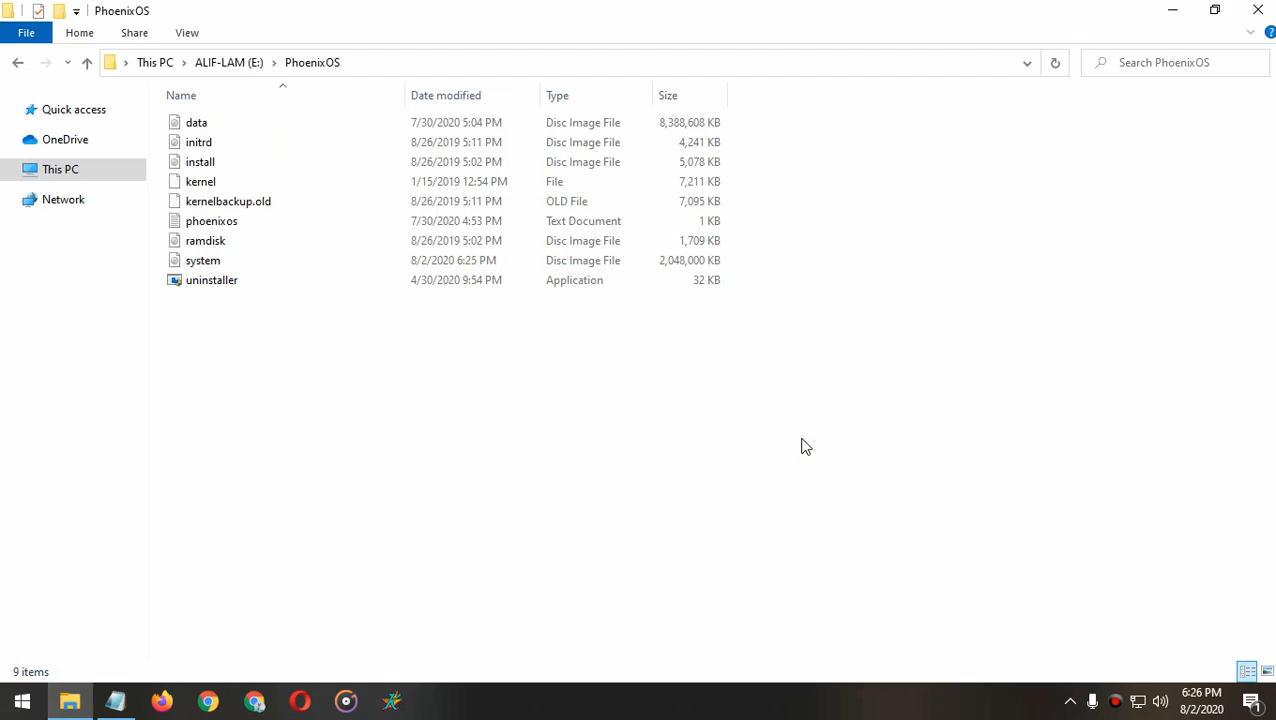 PhoenixOS
File Home Share View
This PC ALIF-LAM (E:) PhoenixOS Search PhoenixOS
Quick access
OneDrive
This PC
Network
Name Date modified Type Size
data 7/30/2020 5:04 PM Disc Image File 8,388,608 KB
initrd 8/26/2019 5:11 PM Disc Image File 4,241 KB
install 8/26/2019 5:02 PM Disc Image File 5,078 KB
kernel 1/15/2019 12:54 PM File 7,211 KB
kernelbackup.old 8/26/2019 5:11 PM OLD File 7,095 KB
phoenixos 7/30/2020 4:53 PM Text Document 1 KB
ramdisk 8/26/2019 5:02 PM Disc Image File 1,709 KB
system 8/2/2020 6:25 PM Disc Image File 2,048,000 KB
uninstaller 4/30/2020 9:54 PM Application 32 KB
9 items
6:26 PM
8/2/2020
1